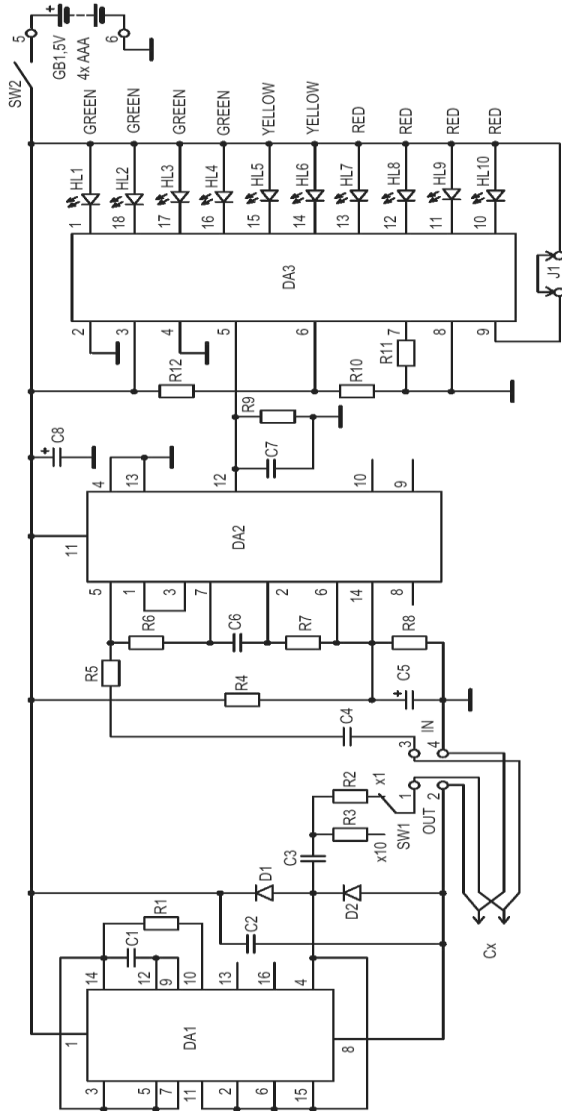 5
+
GB1,5V
4x AAA
6
SW2
GREEN
GREEN
GREEN
GREEN
YELLOW
YELLOW
RED
RED
RED
RED
HL1
HL2
HL3
HL4
HL5
HL6
HL7
HL8
HL9
HL10
1
18
17
16
15
14
13
12
11
10
DA3
2
3
4
5
6
7
8
9
J1
R12
R10
R11
R9
C7
+
C8
4
13
12
10
9
11
DA2
5
1
3
7
2
6
14
8
R6
C6
R7
R8
R5
R4
+
C5
C4
3
4
IN
1
2
OUT
R2
x1
R3
x10
SW1
C3
D1
D2
C2
Cx
R1
C1
14
12
9
10
13
16
4
1
DA1
8
3
5
7
11
2
6
15